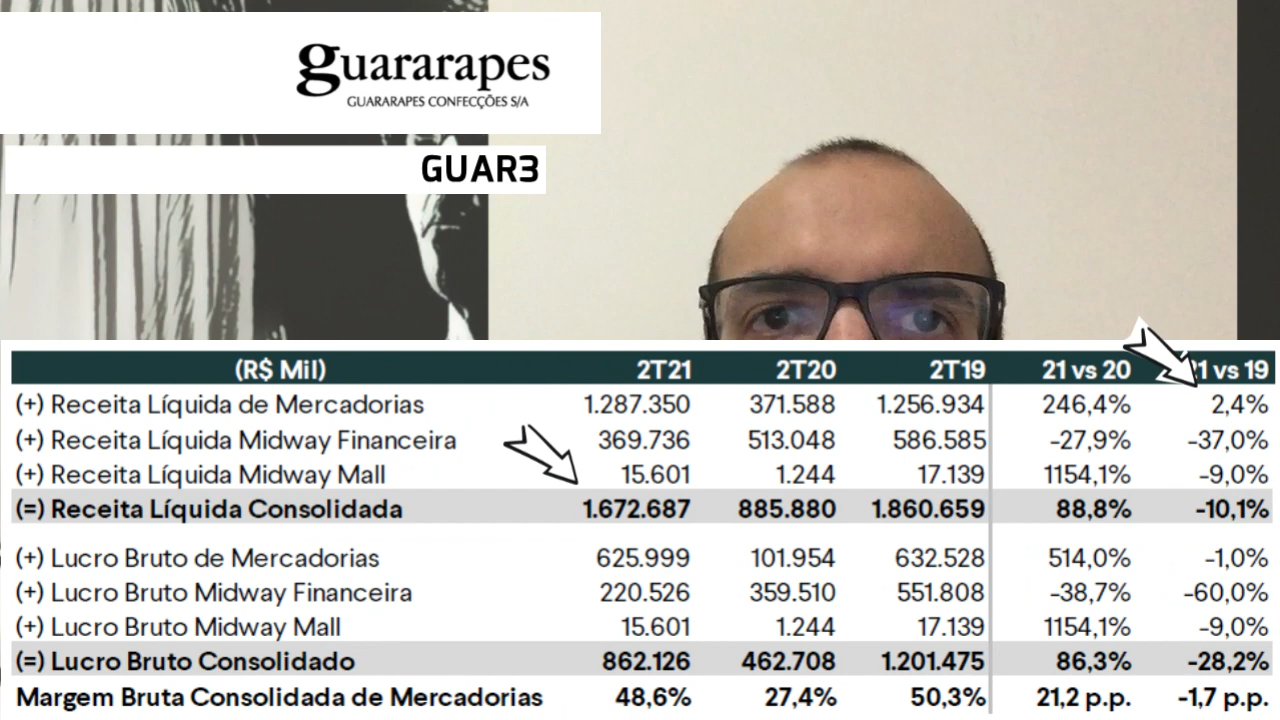 guararapes
GUARARAPES CONFECÇÕES S/A
GUAR3
(R$ Mil) 2T21 2T20 2T19 21 vs 20 21 vs 19
(+) Receita Líquida de Mercadorias 1.287.350 371.588 1.256.934 246,4% 2,4%
(+) Receita Líquida Midway Financeira 369.736 513.048 586.585 -27,9% -37,0%
(+) Receita Líquida Midway Mall 15.601 1.244 17.139 1154,1% -9,0%
(=) Receita Líquida Consolidada 1.672.687 885.880 1.860.659 88,8% -10,1%
(+) Lucro Bruto de Mercadorias 625.999 101.954 632.528 514,0% -1,0%
(+) Lucro Bruto Midway Financeira 220.526 359.510 551.808 -38,7% -60,0%
(+) Lucro Bruto Midway Mall 15.601 1.244 17.139 1154,1% -9,0%
(=) Lucro Bruto Consolidado 862.126 462.708 1.201.475 86,3% -28,2%
Margem Bruta Consolidada de Mercadorias 48,6% 27,4% 50,3% 21,2 p.p. -1,7 p.p.